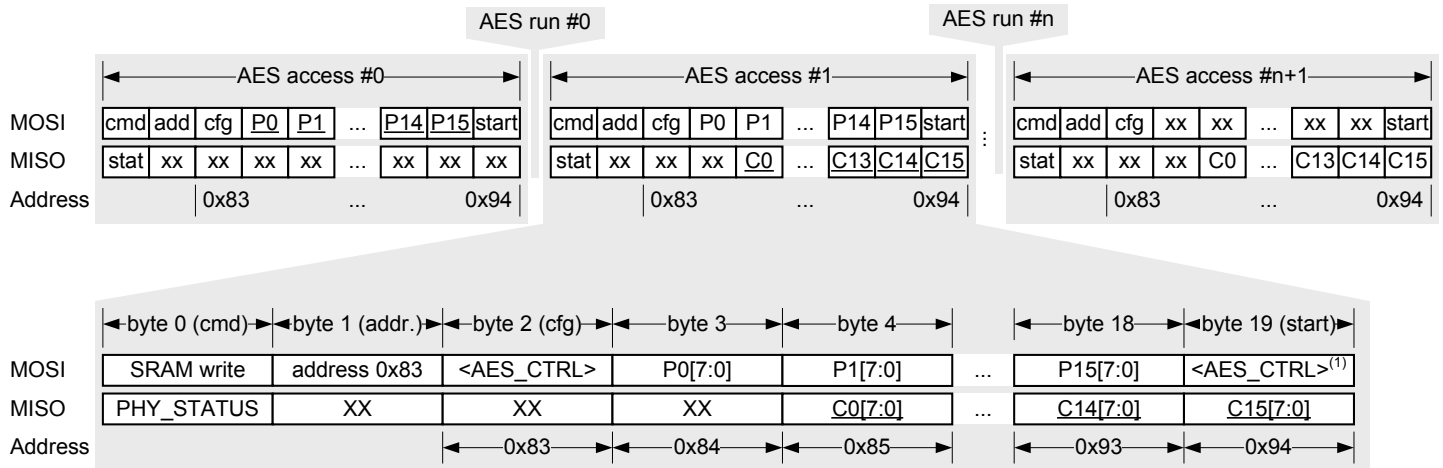 AES run #0 AES run #n
AES access #0 AES access #1 AES access #n+1
MOSI cmd add cfg P0 P1 ... P14 P15 start cmd add cfg P0 P1 ... P14 P15 start ... cmd add cfg xx xx ... xx xx start
MISO stat xx xx xx xx ... xx xx xx stat xx xx xx C0 ... C13 C14 C15 stat xx xx xx C0 ... C13 C14 C15
Address 0x83 ... 0x94 0x83 ... 0x94 0x83 ... 0x94
byte 0 (cmd) byte 1 (addr.) byte 2 (cfg) byte 3 byte 4 byte 18 byte 19 (start)
MOSI SRAM write address 0x83 <AES_CTRL> P0[7:0] P1[7:0] ... P15[7:0] <AES_CTRL>(1)
MISO PHY_STATUS XX XX XX C0[7:0] ... C14[7:0] C15[7:0]
Address 0x83 0x84 0x85 0x93 0x94